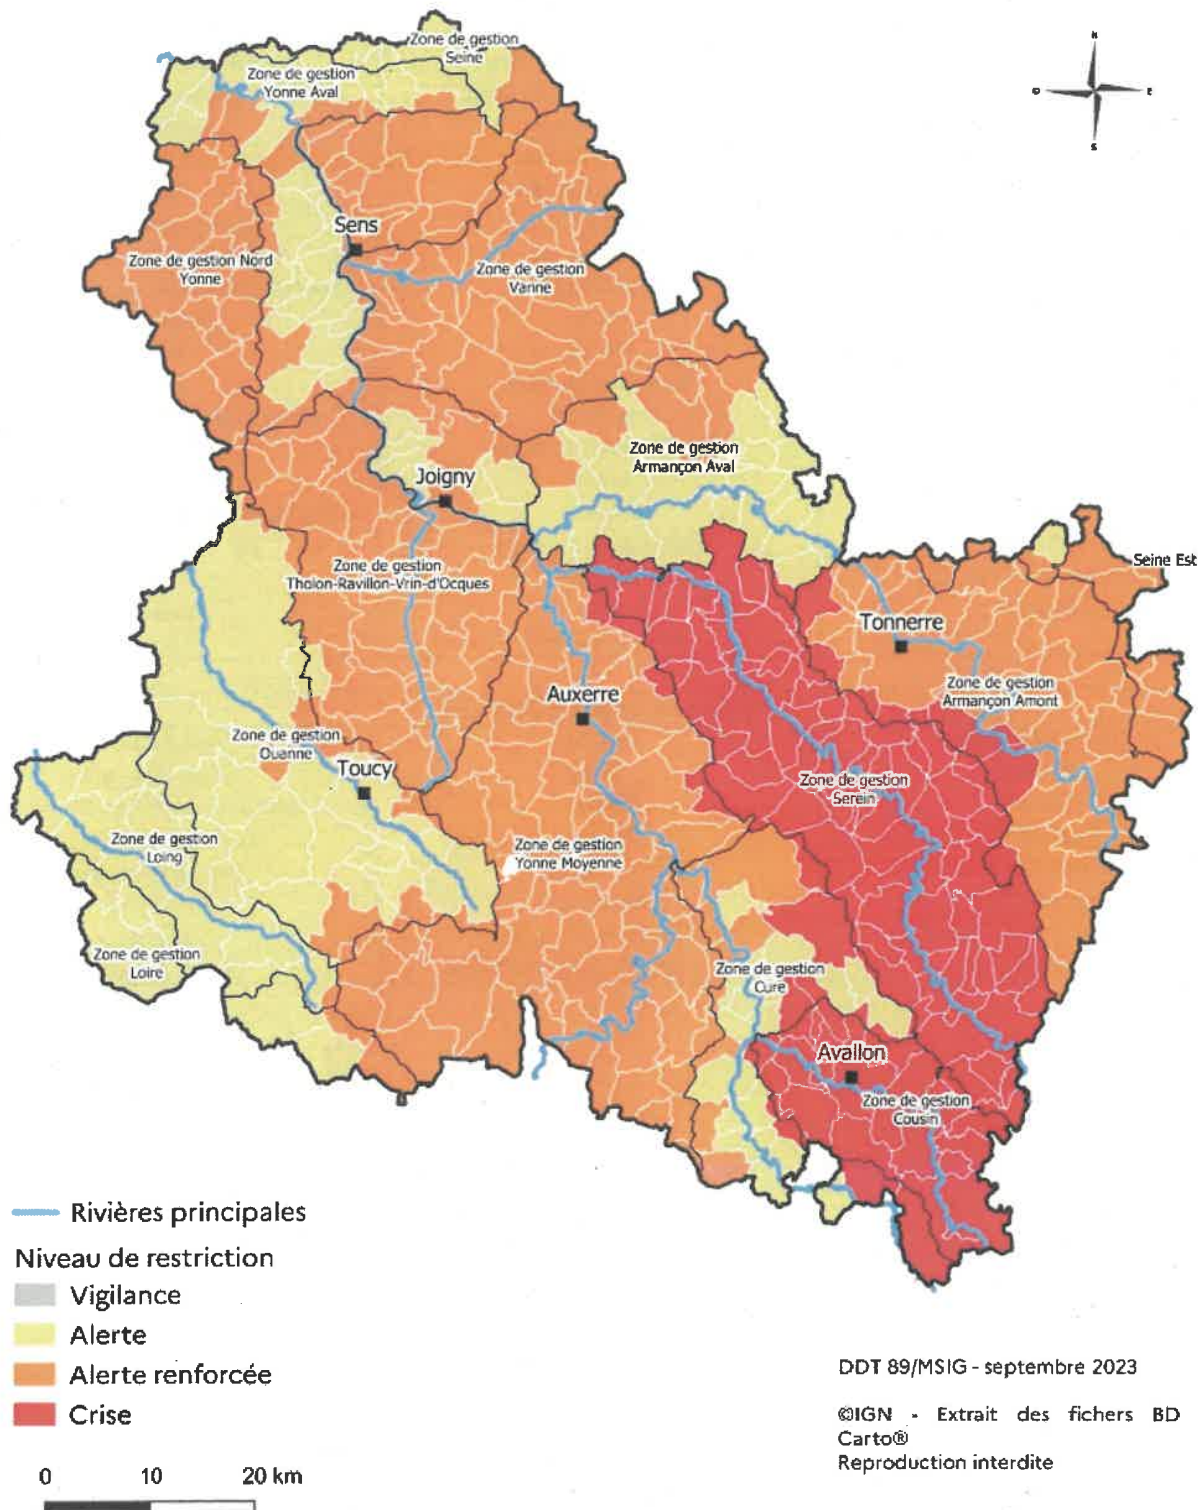 Zone de gestion
Seine
Zone de gestion
Yonne Aval
N
O
E
S
Sens
Zone de gestion Nord
Yonne
Zone de gestion
Vanne
Zone de gestion
Armançon Aval
Joigny
Zone de gestion
Tholon-Ravillon-Vrin-d'Ocques
Seine Est
Tonnerre
Zone de gestion
Armançon Amont
Auxerre
Zone de gestion
Ouanne
Toucy
Zone de gestion
Serein
Zone de gestion
Loing
Zone de gestion
Yonne Moyenne
Zone de gestion
Loire
Zone de gestion
Cure
Avallon
Zone de gestion
Cousin
Rivières principales
Niveau de restriction
Vigilance
Alerte
Alerte renforcée
Crise
0 10 20 km
DDT 89/MSIG - septembre 2023
©IGN - Extrait des fichers BD
Carto®
Reproduction interdite